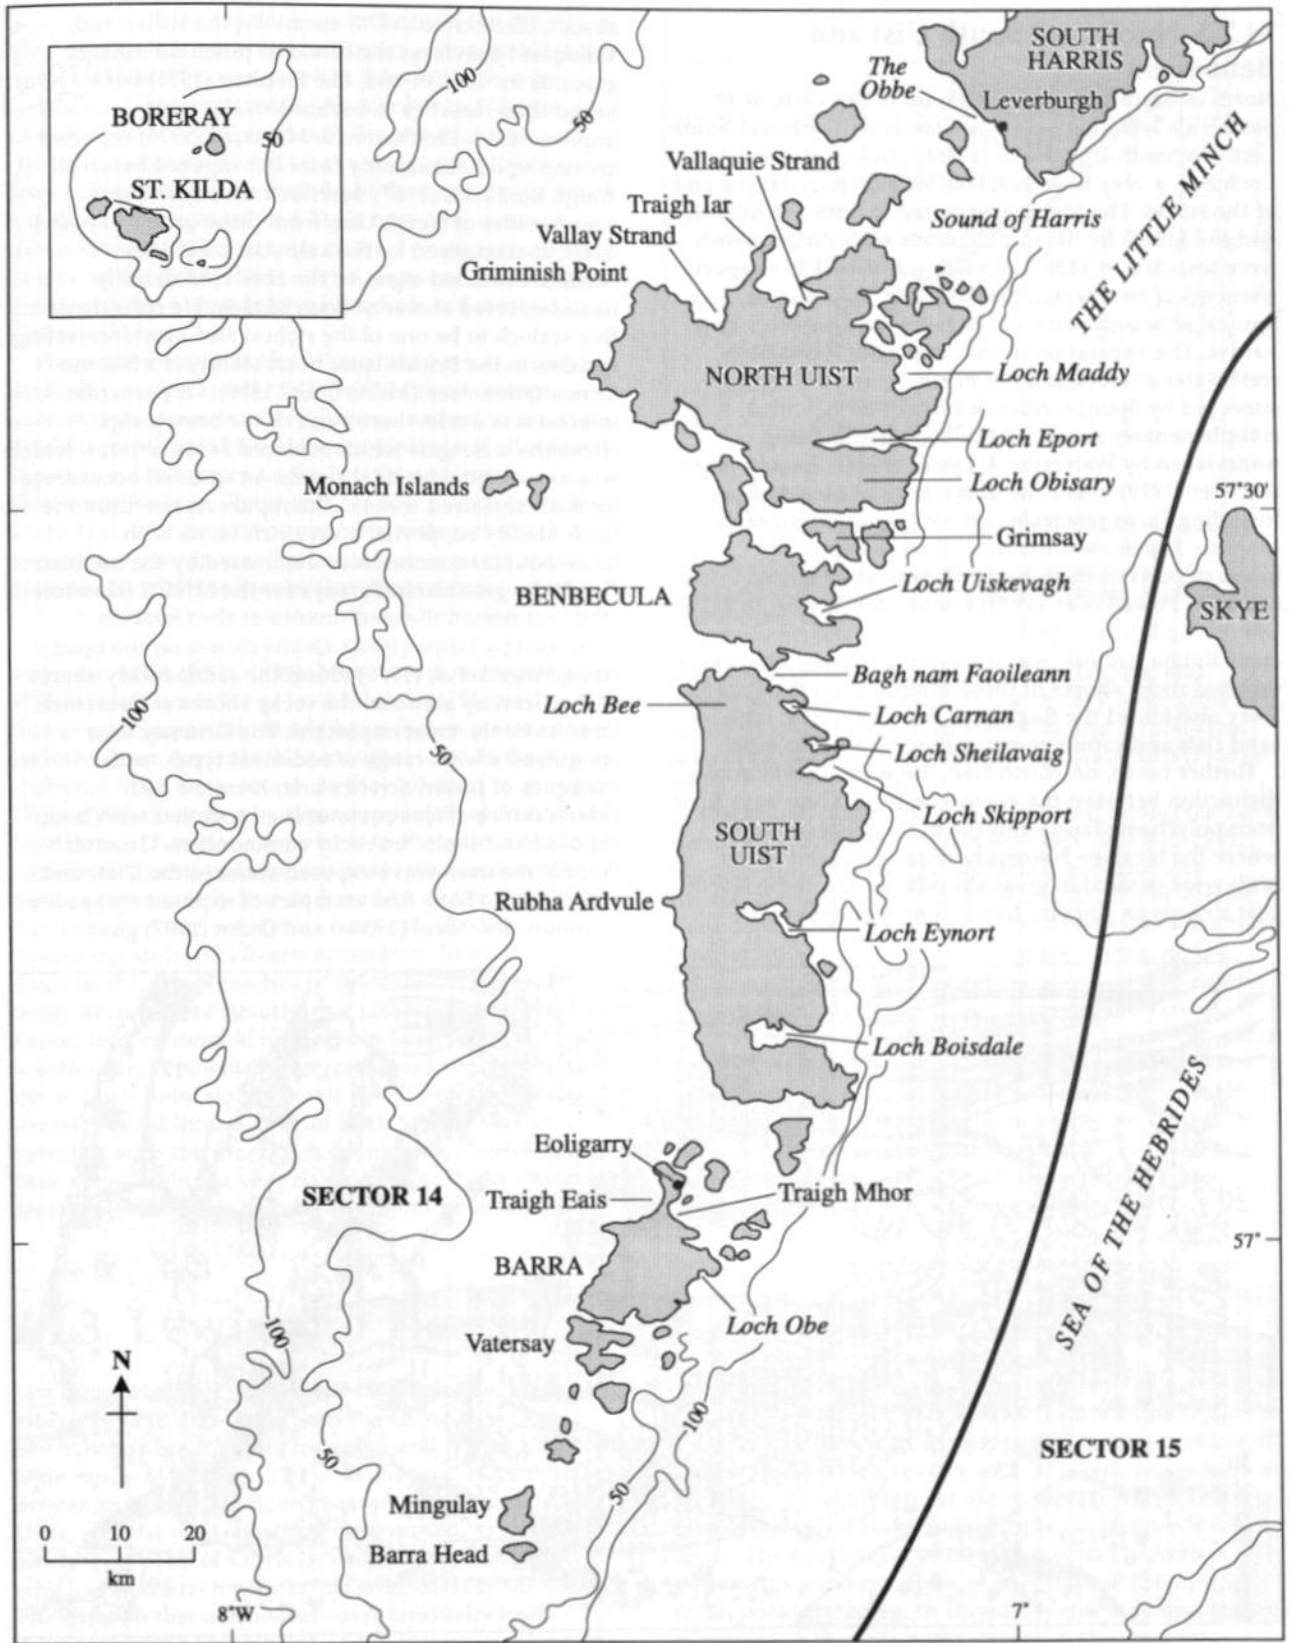 SOUTH
HARRIS
The
Obbe
Leverburgh
100
50
BORERAY
50
ST. KILDA
Vallaquie Strand
Traigh Iar
Sound of Harris
Vallay Strand
Griminish Point
THE LITTLE MINCH
NORTH UIST
Loch Maddy
Loch Eport
Monach Islands
Loch Obisary
57°30'
Grimsay
BENBECULA
Loch Uiskevagh
SKYE
Bagh nam Faoileann
Loch Bee
Loch Carnan
100
50
Loch Sheilavaig
Loch Skipport
SOUTH
UIST
Rubha Ardvule
Loch Eynort
Loch Boisdale
SEA OF THE HEBRIDES
Eoligarry
SECTOR 14
Traigh Eais
Traigh Mhor
57°
BARRA
100
Loch Obe
Vatersay
N
100
50
SECTOR 15
50
Mingulay
0 10 20
Barra Head
km
8°W
7°